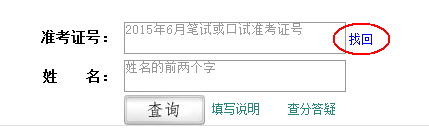 准考证号： 2015年6月笔试或口试准考证号 找回
姓 名： 姓名的前两个字
查询 填写说明 查分答疑